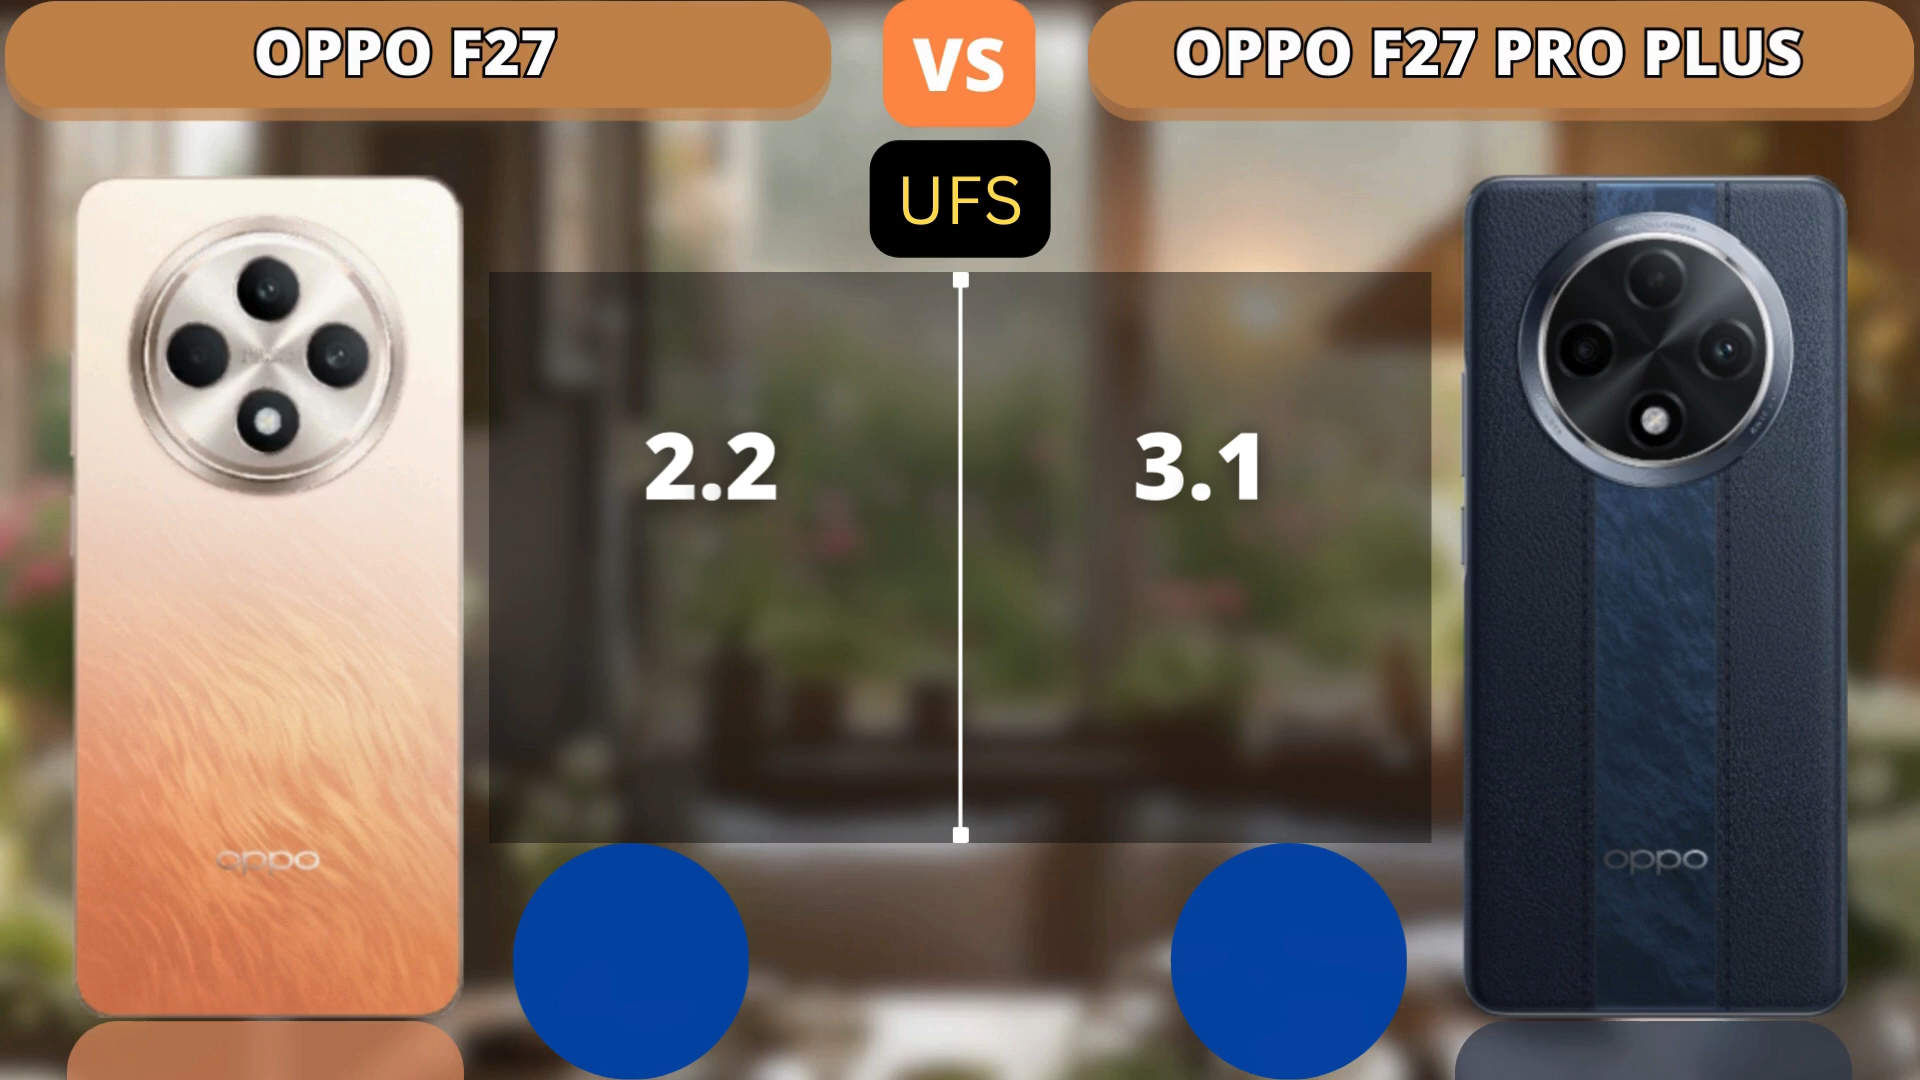 OPPO F27
VS
OPPO F27 PRO PLUS
UFS
2.2
3.1
oppo
oppo